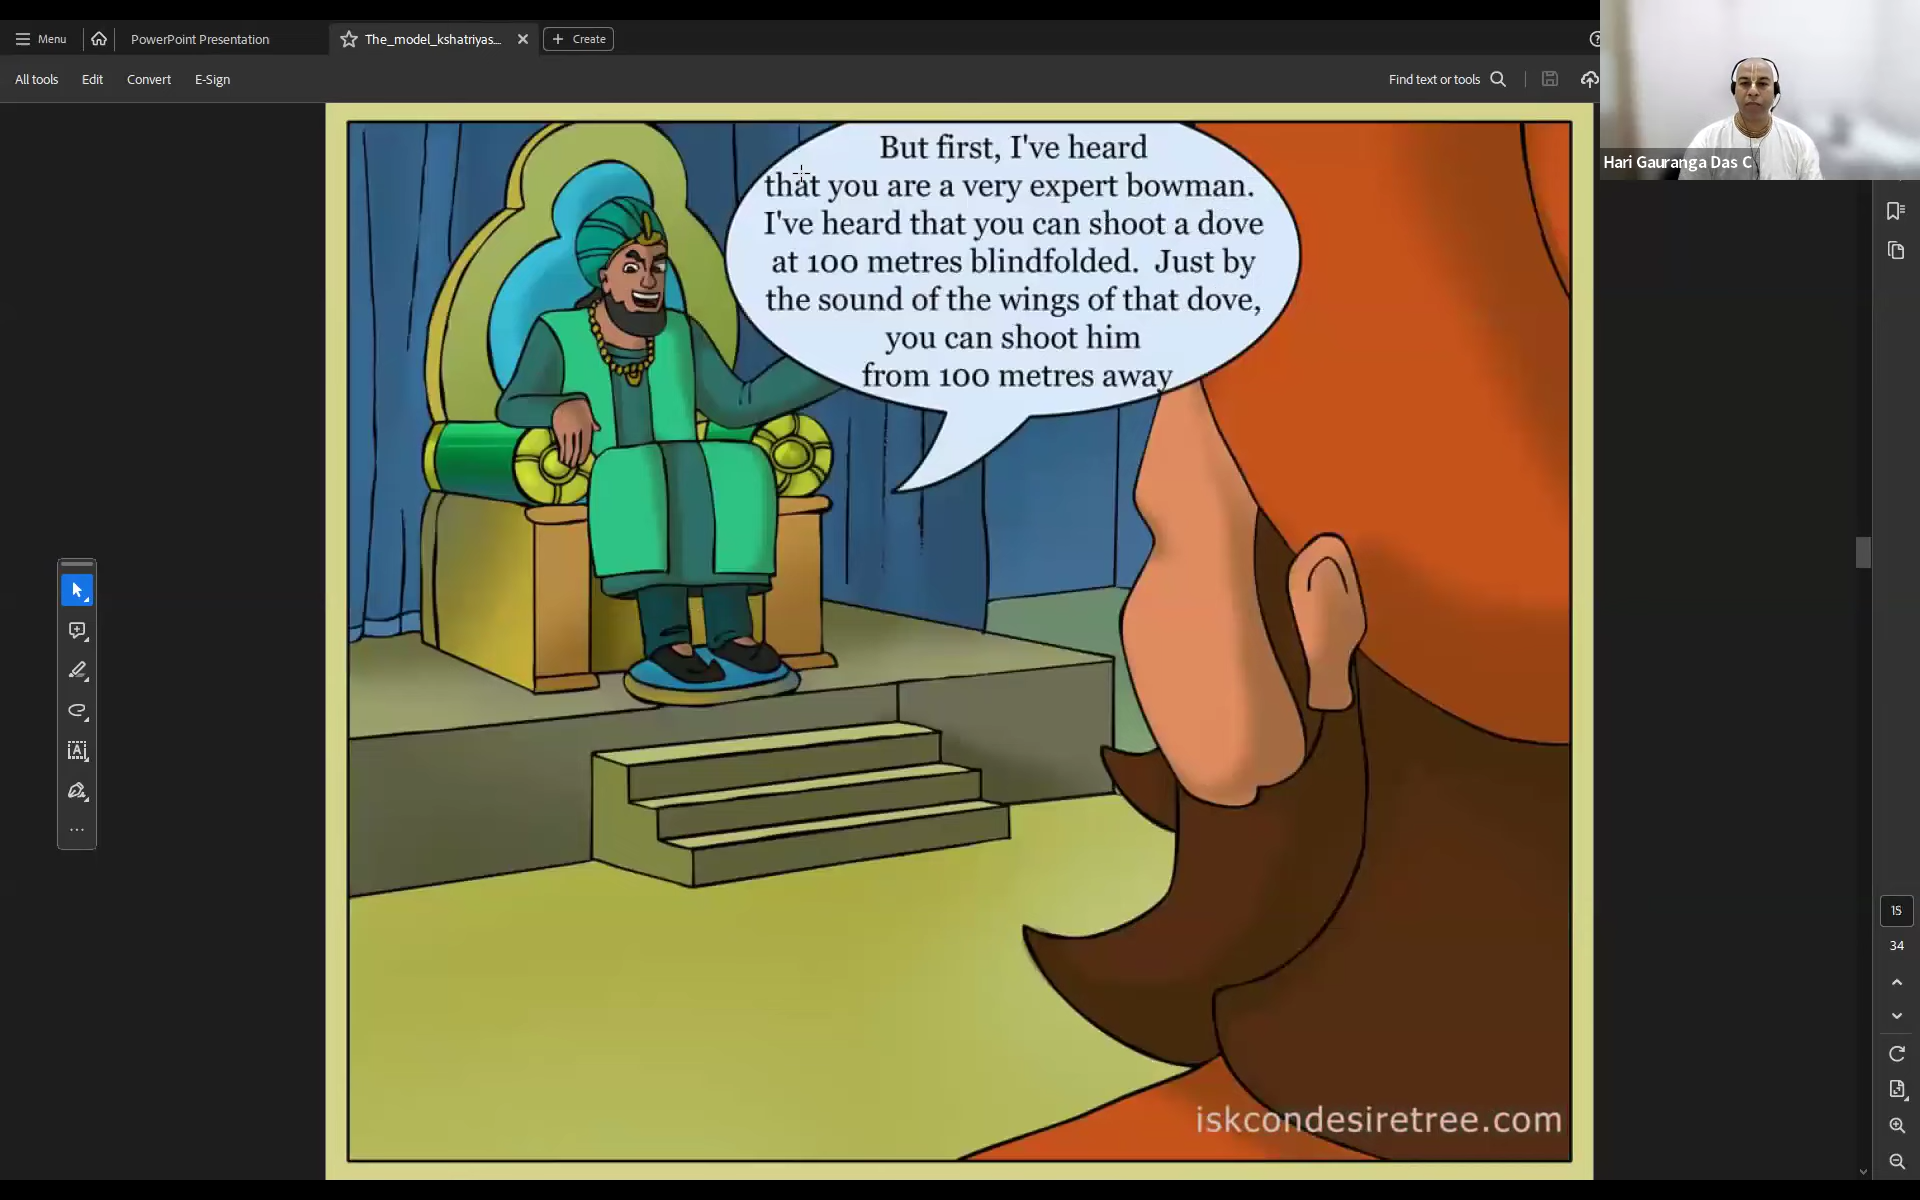 Menu
PowerPoint Presentation
The_model_kshatriyas...
Create
All tools
Edit
Convert
E-Sign
Find text or tools
Hari Gauranga Das C
But first, I've heard
that you are a very expert bowman.
I've heard that you can shoot a dove
at 100 metres blindfolded. Just by
the sound of the wings of that dove,
you can shoot him
from 100 metres away
15
34
iskcondesiretree.com